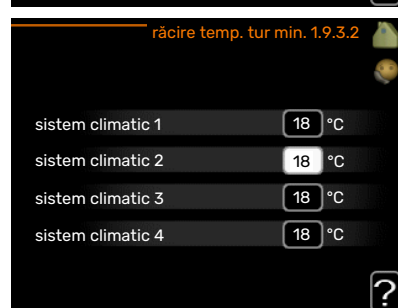 răcire temp. tur min. 1.9.3.2
sistem climatic 1 18 °C
sistem climatic 2 18 °C
sistem climatic 3 18 °C
sistem climatic 4 18 °C
?